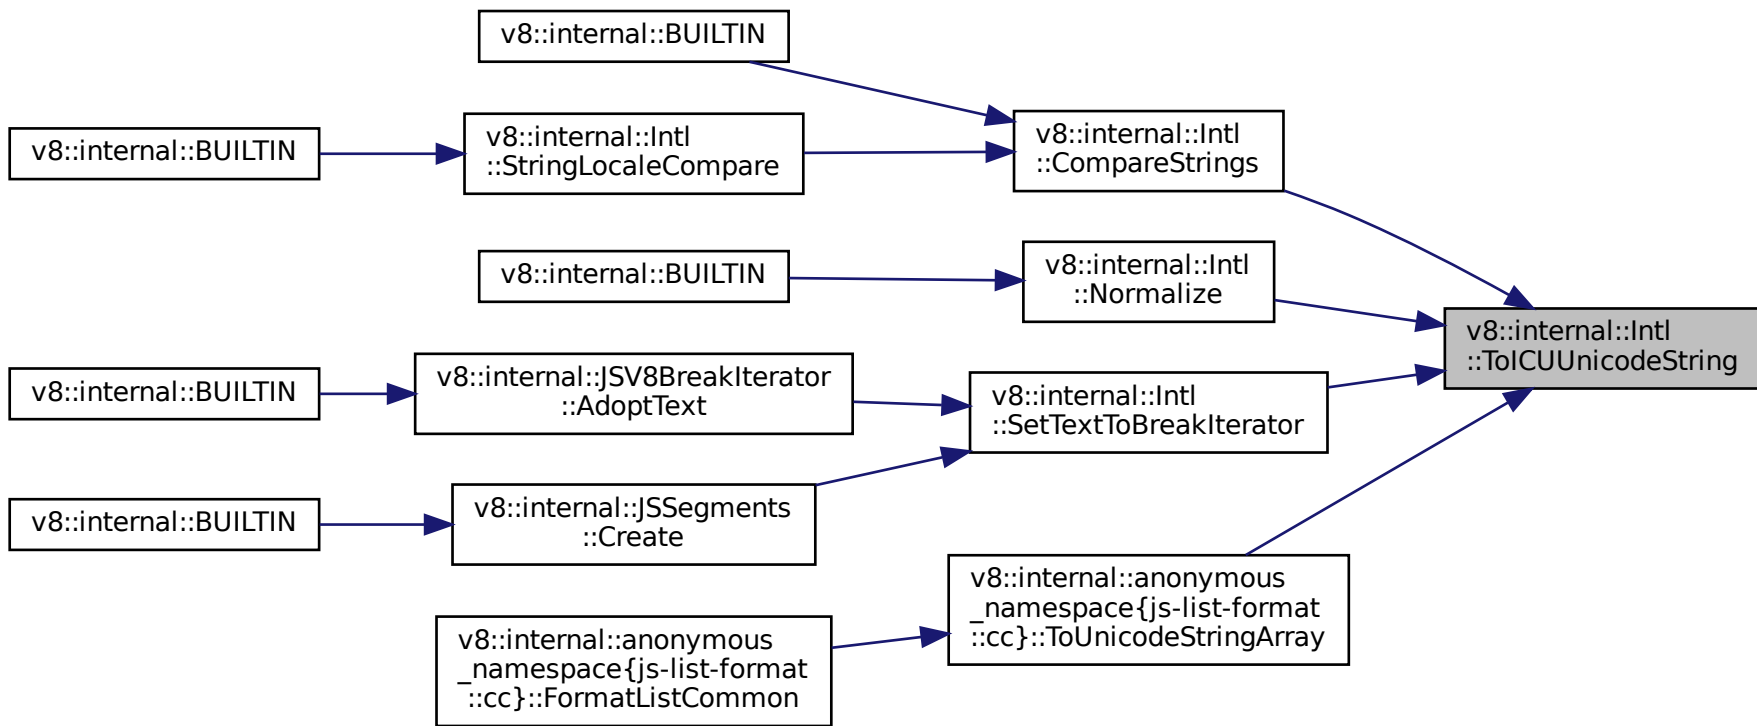 v8::internal::BUILTIN
v8::internal::Intl
::CompareStrings
v8::internal::Intl
::StringLocaleCompare
v8::internal::BUILTIN
v8::internal::BUILTIN
v8::internal::Intl
::Normalize
v8::internal::Intl
::ToICUUnicodeString
v8::internal::BUILTIN
v8::internal::JSV8BreakIterator
::AdoptText
v8::internal::Intl
::SetTextToBreakIterator
v8::internal::BUILTIN
v8::internal::JSSegments
::Create
v8::internal::anonymous
_namespace{js-list-format
::cc}::ToUnicodeStringArray
v8::internal::anonymous
_namespace{js-list-format
::cc}::FormatListCommon